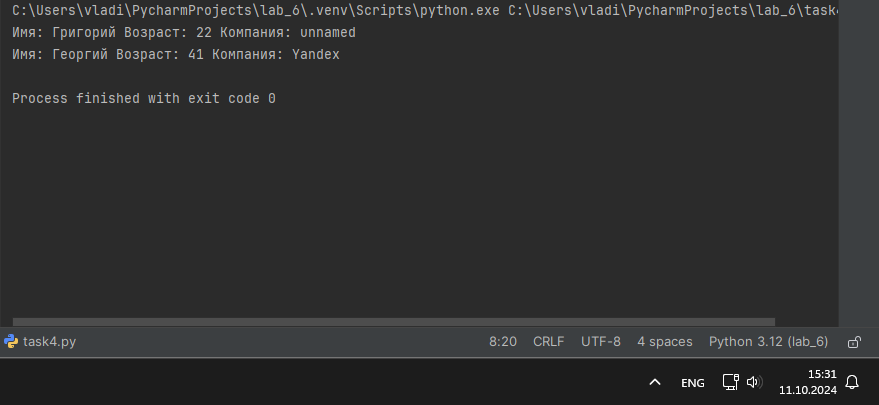 C:\Users\vladi\PycharmProjects\lab_6\.venv\Scripts\python.exe C:\Users\vladi\PycharmProjects\lab_6\task4
Имя: Григорий Возраст: 22 Компания: unnamed
Имя: Георгий Возраст: 41 Компания: Yandex
Process finished with exit code 0
task4.py 8:20 CRLF UTF-8 4 spaces Python 3.12 (lab_6)
ENG 15:31
11.10.2024